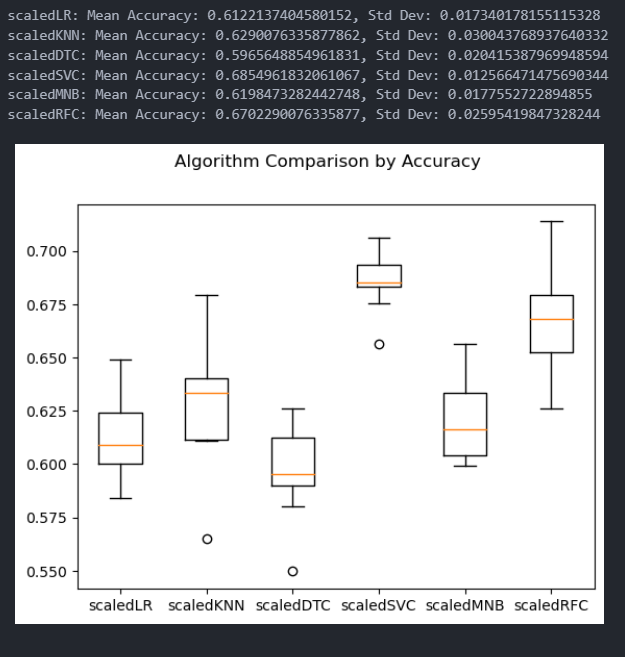 scaledLR: Mean Accuracy: 0.6122137404580152, Std Dev: 0.017340178155115328
scaledKNN: Mean Accuracy: 0.6290076335877862, Std Dev: 0.030043768937640332
scaledDTC: Mean Accuracy: 0.5965648854961831, Std Dev: 0.020415387969948594
scaledSVC: Mean Accuracy: 0.6854961832061067, Std Dev: 0.012566471475690344
scaledMNB: Mean Accuracy: 0.6198473282442748, Std Dev: 0.0177552722894855
scaledRFC: Mean Accuracy: 0.6702290076335877, Std Dev: 0.02595419847328244
Algorithm Comparison by Accuracy
0.700
0.675
0.650
0.625
0.600
0.575
0.550
scaledLR scaledKNN scaledDTC scaledSVC scaledMNB scaledRFC